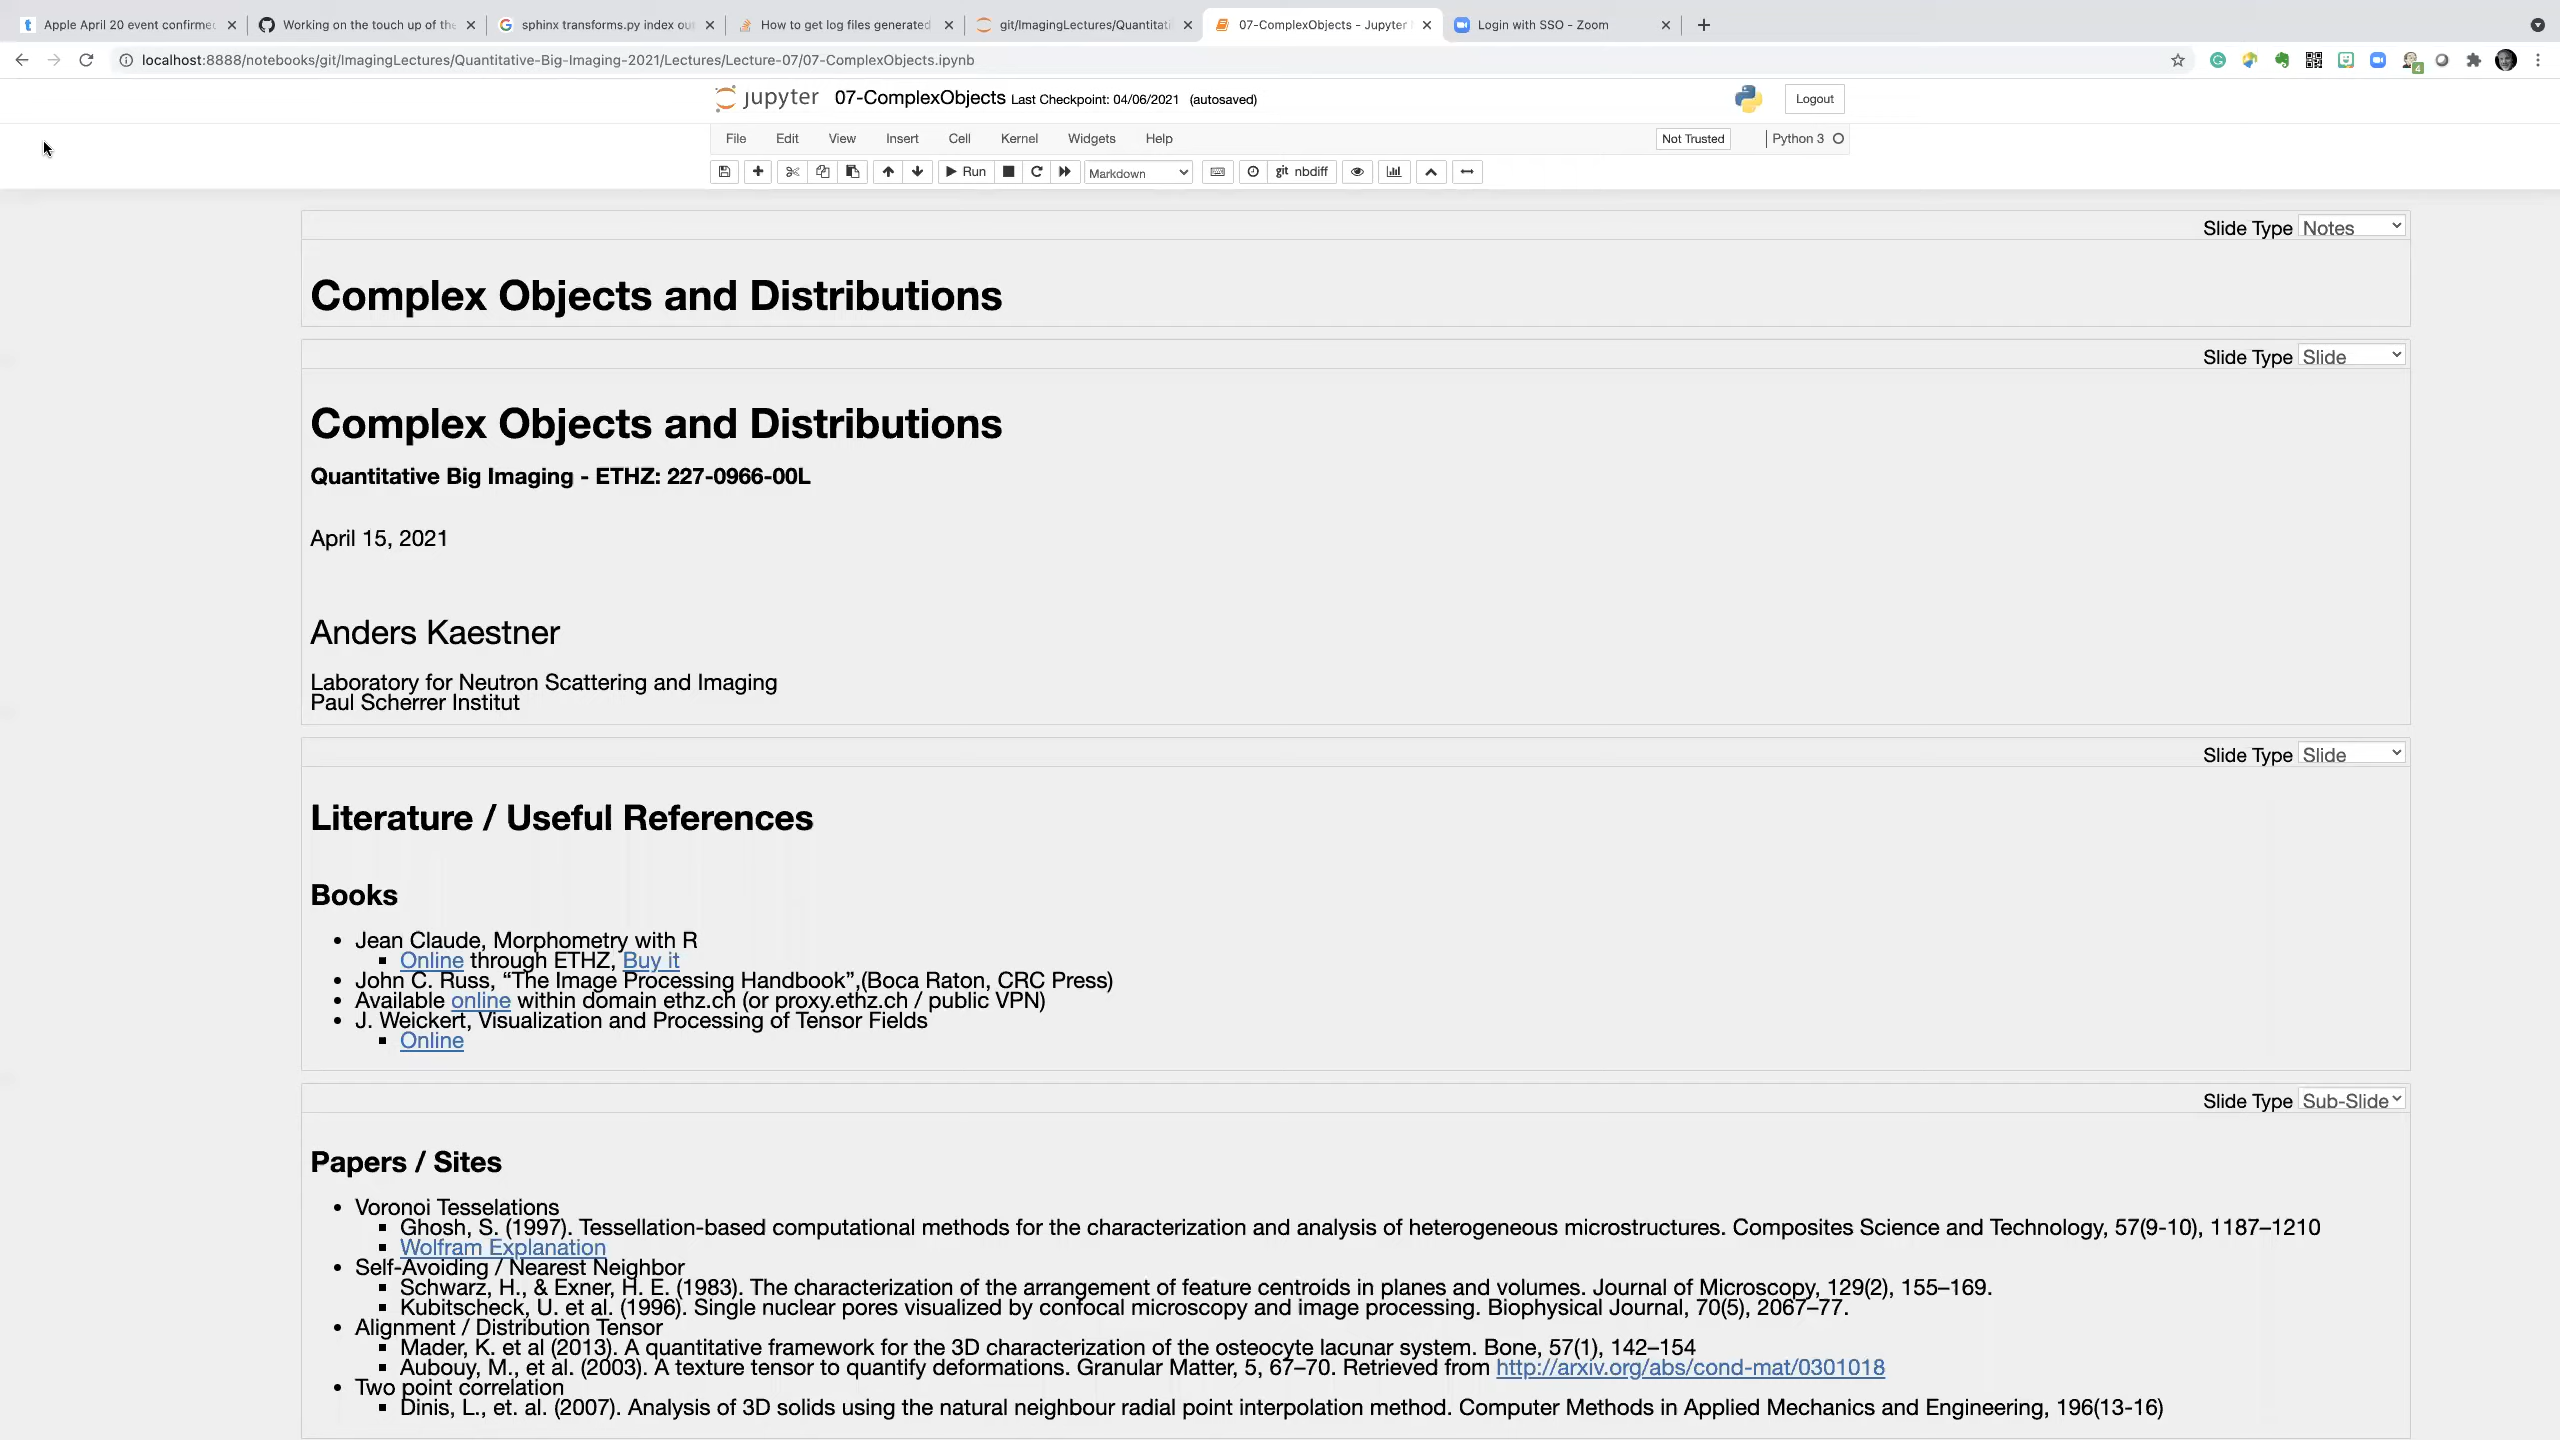 Apple April 20 event confirmed
Working on the touch up of the
sphinx transforms.py index out
How to get log files generated
git/ImagingLectures/Quantitati
07-ComplexObjects - Jupyter
Login with SSO - Zoom
localhost:8888/notebooks/git/ImagingLectures/Quantitative-Big-Imaging-2021/Lectures/Lecture-07/07-ComplexObjects.ipynb
4
jupyter 07-ComplexObjects Last Checkpoint: 04/06/2021 (autosaved)
Logout
File Edit View Insert Cell Kernel Widgets Help
Not Trusted
Python 3
Run
Markdown
git nbdiff
Slide Type Notes
Complex Objects and Distributions
Slide Type Slide
Complex Objects and Distributions
Quantitative Big Imaging - ETHZ: 227-0966-00L
April 15, 2021
Anders Kaestner
Laboratory for Neutron Scattering and Imaging
Paul Scherrer Institut
Slide Type Slide
Literature / Useful References
Books
• Jean Claude, Morphometry with R
▪ Online through ETHZ, Buy it
• John C. Russ, “The Image Processing Handbook”,(Boca Raton, CRC Press)
• Available online within domain ethz.ch (or proxy.ethz.ch / public VPN)
• J. Weickert, Visualization and Processing of Tensor Fields
▪ Online
Slide Type Sub-Slide
Papers / Sites
• Voronoi Tesselations
▪ Ghosh, S. (1997). Tessellation-based computational methods for the characterization and analysis of heterogeneous microstructures. Composites Science and Technology, 57(9-10), 1187–1210
▪ Wolfram Explanation
• Self-Avoiding / Nearest Neighbor
▪ Schwarz, H., & Exner, H. E. (1983). The characterization of the arrangement of feature centroids in planes and volumes. Journal of Microscopy, 129(2), 155–169.
▪ Kubitscheck, U. et al. (1996). Single nuclear pores visualized by confocal microscopy and image processing. Biophysical Journal, 70(5), 2067–77.
• Alignment / Distribution Tensor
▪ Mader, K. et al (2013). A quantitative framework for the 3D characterization of the osteocyte lacunar system. Bone, 57(1), 142–154
▪ Aubouy, M., et al. (2003). A texture tensor to quantify deformations. Granular Matter, 5, 67–70. Retrieved from http://arxiv.org/abs/cond-mat/0301018
• Two point correlation
▪ Dinis, L., et. al. (2007). Analysis of 3D solids using the natural neighbour radial point interpolation method. Computer Methods in Applied Mechanics and Engineering, 196(13-16)